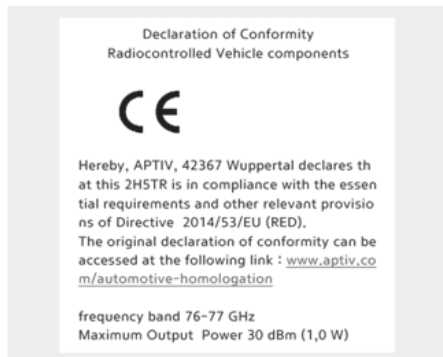 Declaration of Conformity
Radiocontrolled Vehicle components
CE
Hereby, APTIV, 42367 Wuppertal declares th
at this 2H5TR is in compliance with the essen
tial requirements and other relevant provisio
ns of Directive 2014/53/EU (RED).
The original declaration of conformity can be
accessed at the following link : www.aptiv.co
m/automotive-homologation
frequency band 76-77 GHz
Maximum Output Power 30 dBm (1,0 W)